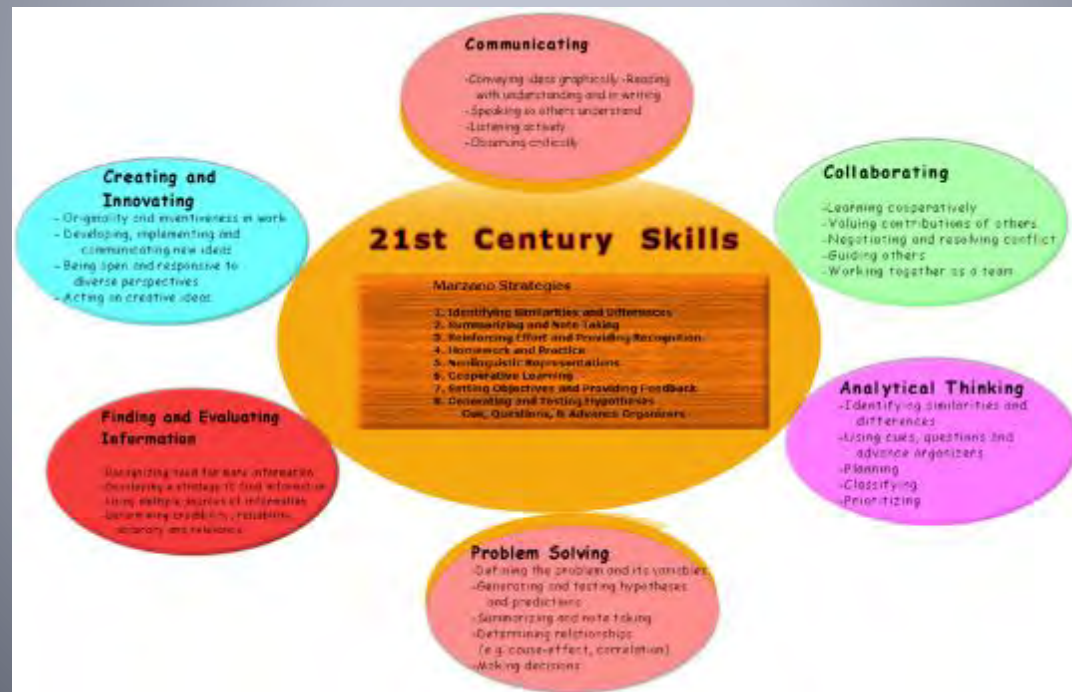 Communicating
-Conveying ideas graphically -Reading
with understanding and in writing
-Speaking so others understand
-Listening actively
-Observing critically
Creating and
Innovating
- Originality and inventiveness in work
- Developing, implementing and
communicating new ideas
- Being open and responsive to
diverse perspectives
- Acting on creative ideas
Collaborating
-Learning cooperatively
-Valuing contributions of others
-Negotiating and resolving conflict
-Guiding others
-Working together as a team
21st Century Skills
Marzano Strategies
1. Identifying Similarities and Differences
2. Summarizing and Note Taking
3. Reinforcing Effort and Providing Recognition
4. Homework and Practice
5. Nonlinguistic Representations
6. Cooperative Learning
7. Setting Objectives and Providing Feedback
8. Generating and Testing Hypotheses
Cue, Questions, & Advance Organizers
Finding and Evaluating
Information
-Recognizing need for more information
-Developing a strategy to find information
-Using multiple sources of information
-Determining credibility, reliability,
accuracy and relevance
Analytical Thinking
-Identifying similarities and
differences
-Using cues, questions and
advance organizers
-Planning
-Classifying
-Prioritizing
Problem Solving
-Defining the problem and its variables
-Generating and testing hypotheses
and predictions
-Summarizing and note taking
-Determining relationships
(e.g. cause-effect, correlation)
-Making decisions